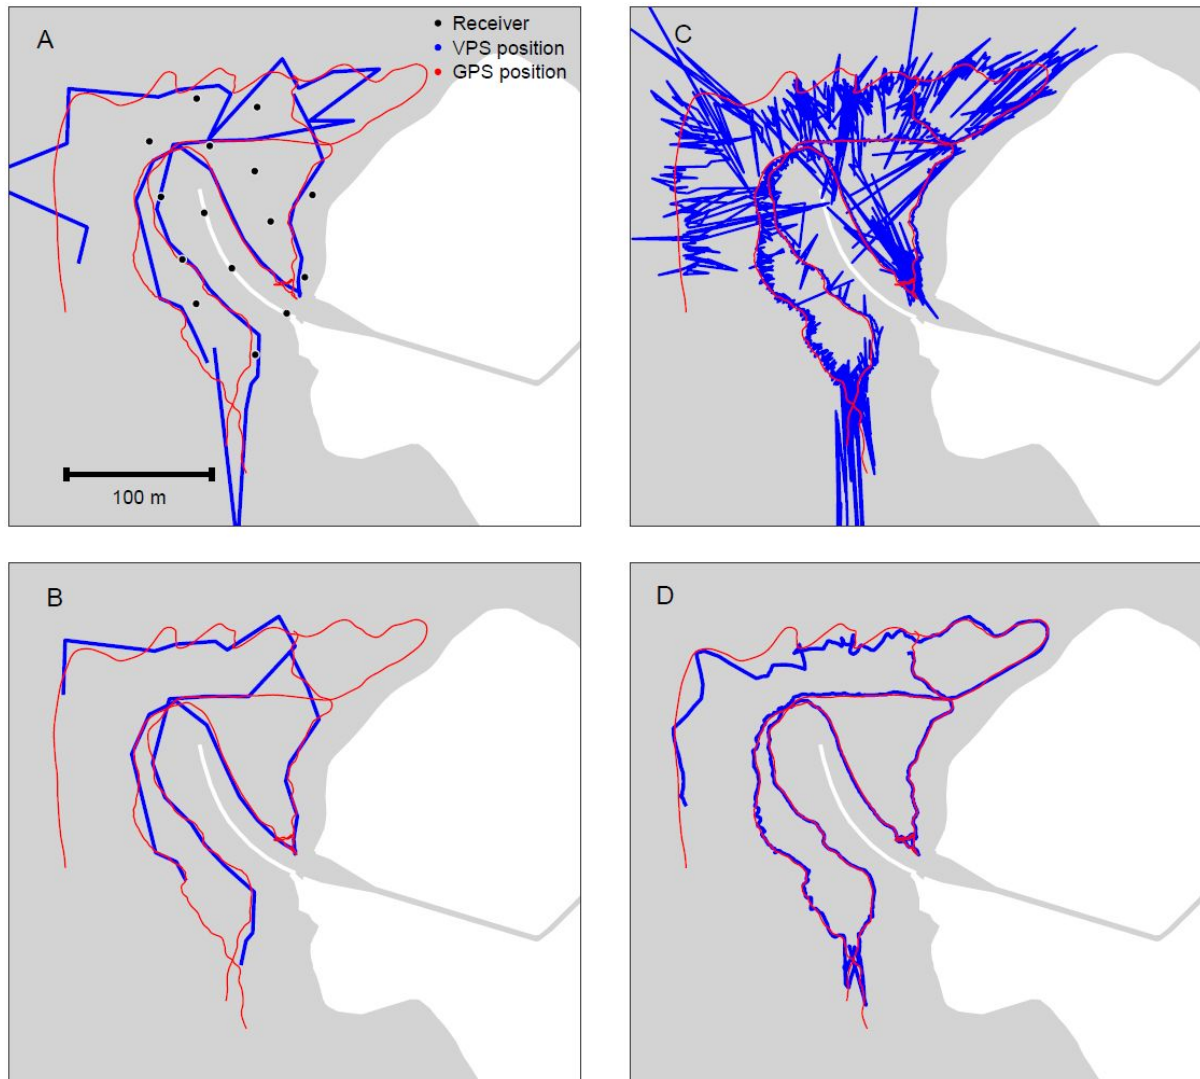 A
Receiver
VPS position
GPS position
100 m
C
B
D